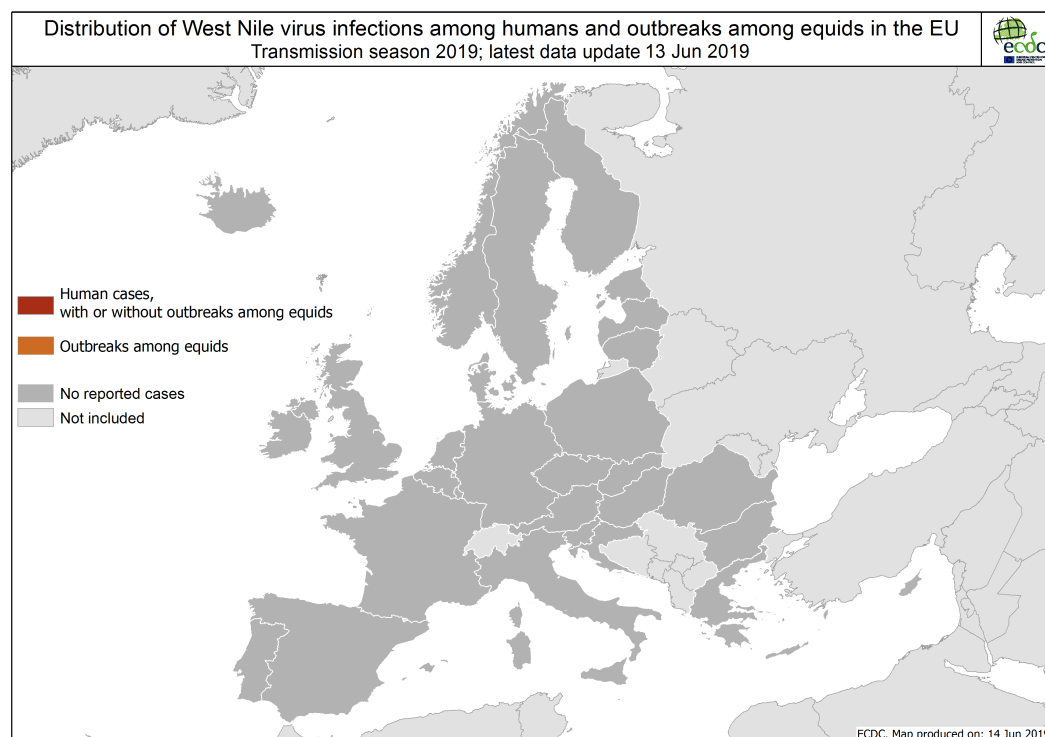 Distribution of West Nile virus infections among humans and outbreaks among equids in the EU
Transmission season 2019; latest data update 13 Jun 2019
ecdc
Human cases,
with or without outbreaks among equids
Outbreaks among equids
No reported cases
Not included
ECDC. Map produced on: 14 Jun 2019